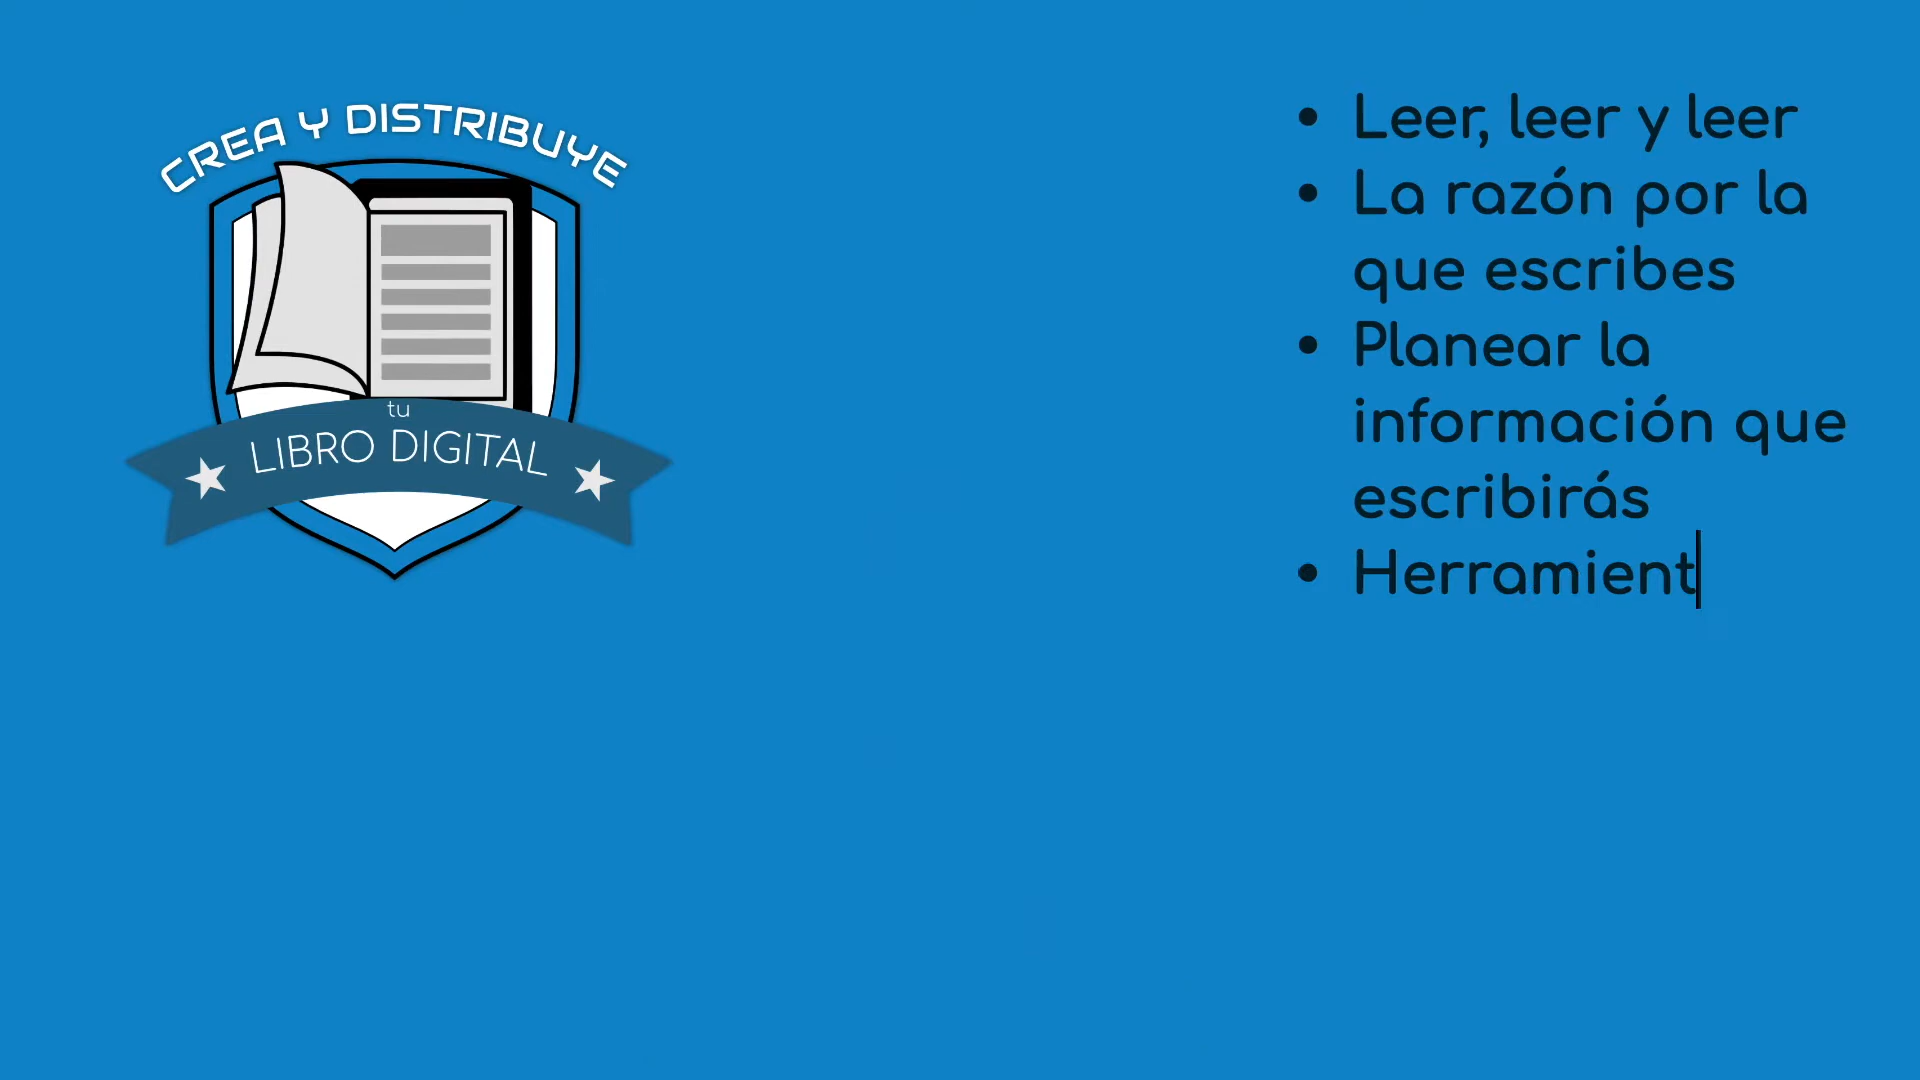 CREA Y DISTRIBUYE
tu
LIBRO DIGITAL
• Leer, leer y leer
• La razón por la
que escribes
• Planear la
información que
escribirás
• Herramient